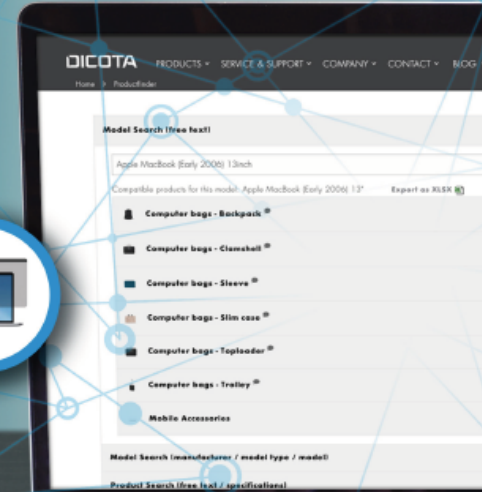 DICOTA PRODUCTS SERVICE & SUPPORT COMPANY CONTACT BLOG
Home > Productfinder
Model Search (free text)
Apple MacBook (Early 2006) 13inch
Compatible products for this model: Apple MacBook (Early 2006) 13" Export as XLSX
Computer bags - Backpack
Computer bags - Clamshell
Computer bags - Sleeve
Computer bags - Slim case
Computer bags - Toploader
Computer bags - Trolley
Mobile Accessories
Model Search (manufacturer / model type / model)
Product Search (free text / specifications)